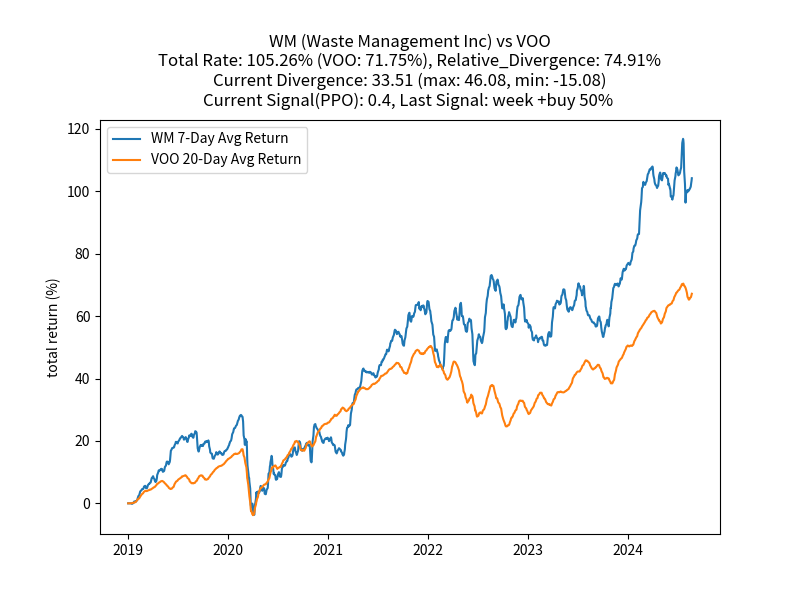 WM (Waste Management Inc) vs VOO
Total Rate: 105.26% (VOO: 71.75%), Relative_Divergence: 74.91%
Current Divergence: 33.51 (max: 46.08, min: -15.08)
Current Signal(PPO): 0.4, Last Signal: week +buy 50%
WM 7-Day Avg Return
VOO 20-Day Avg Return
total return (%)
120
100
80
60
40
20
0
2019 2020 2021 2022 2023 2024